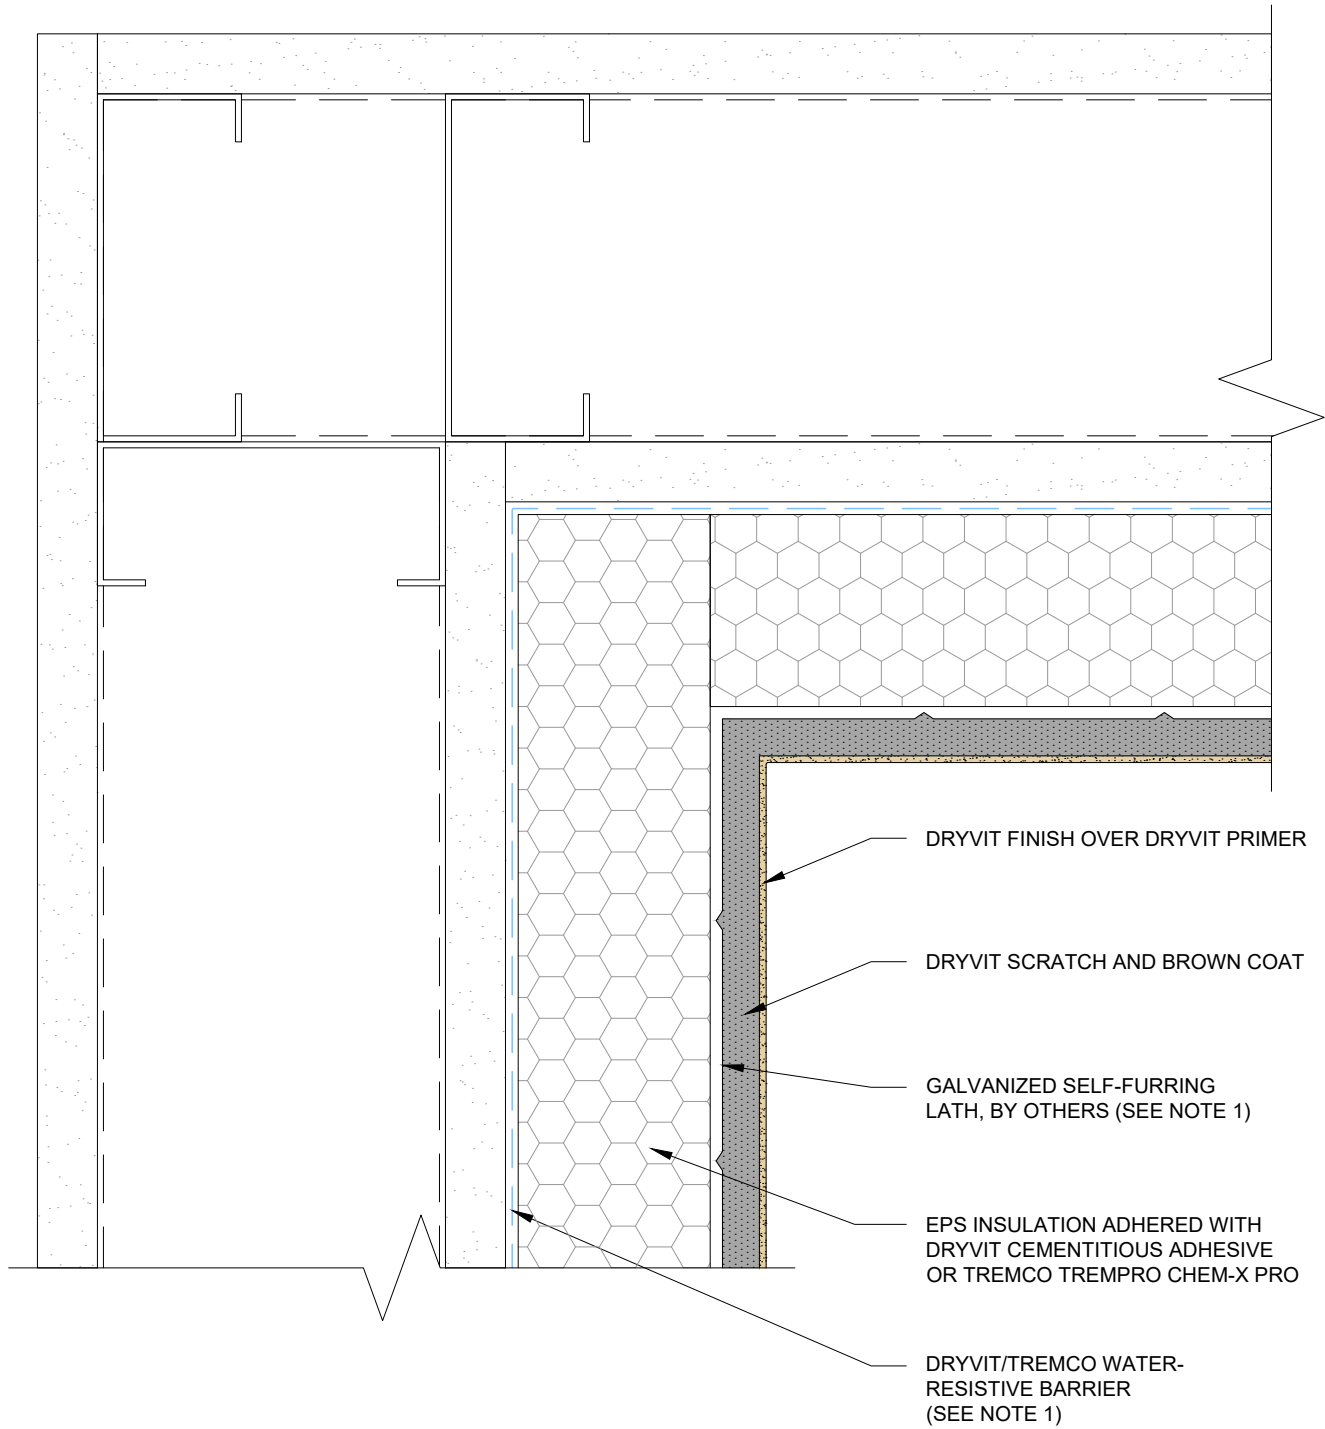 DRYVIT FINISH OVER DRYVIT PRIMER
DRYVIT SCRATCH AND BROWN COAT
GALVANIZED SELF-FURRING
LATH, BY OTHERS (SEE NOTE 1)
EPS INSULATION ADHERED WITH
DRYVIT CEMENTITIOUS ADHESIVE
OR TREMCO TREMPRO CHEM-X PRO
DRYVIT/TREMCO WATER-
RESISTIVE BARRIER
(SEE NOTE 1)